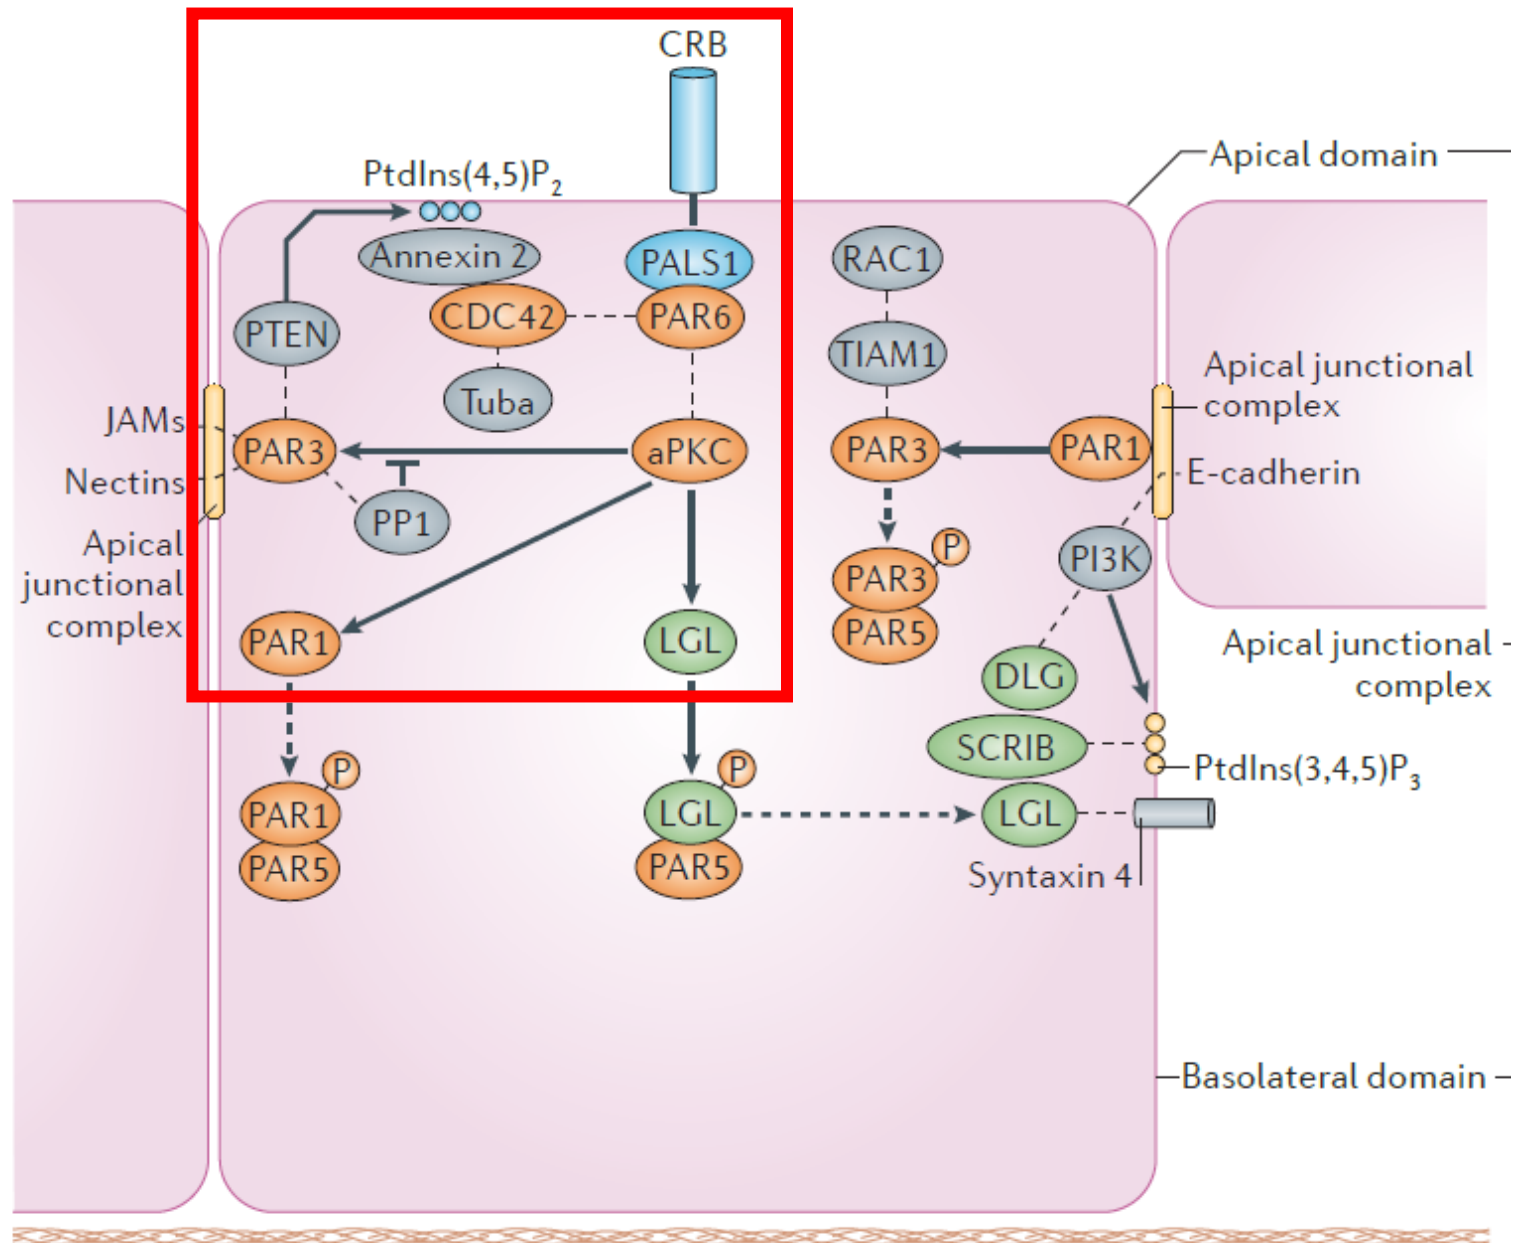 CRB
Apical domain
PtdIns(4,5)P2
Annexin 2
PALS1
RAC1
CDC42
PAR6
PTEN
TIAM1
Tuba
Apical junctional
complex
JAMs
PAR3
aPKC
PAR3
PAR1
Nectins
E-cadherin
PP1
Apical
junctional
complex
PI3K
P
PAR3
PAR5
PAR1
LGL
DLG
Apical junctional
complex
SCRIB
P
P
PtdIns(3,4,5)P3
PAR1
LGL
LGL
PAR5
PAR5
Syntaxin 4
Basolateral domain